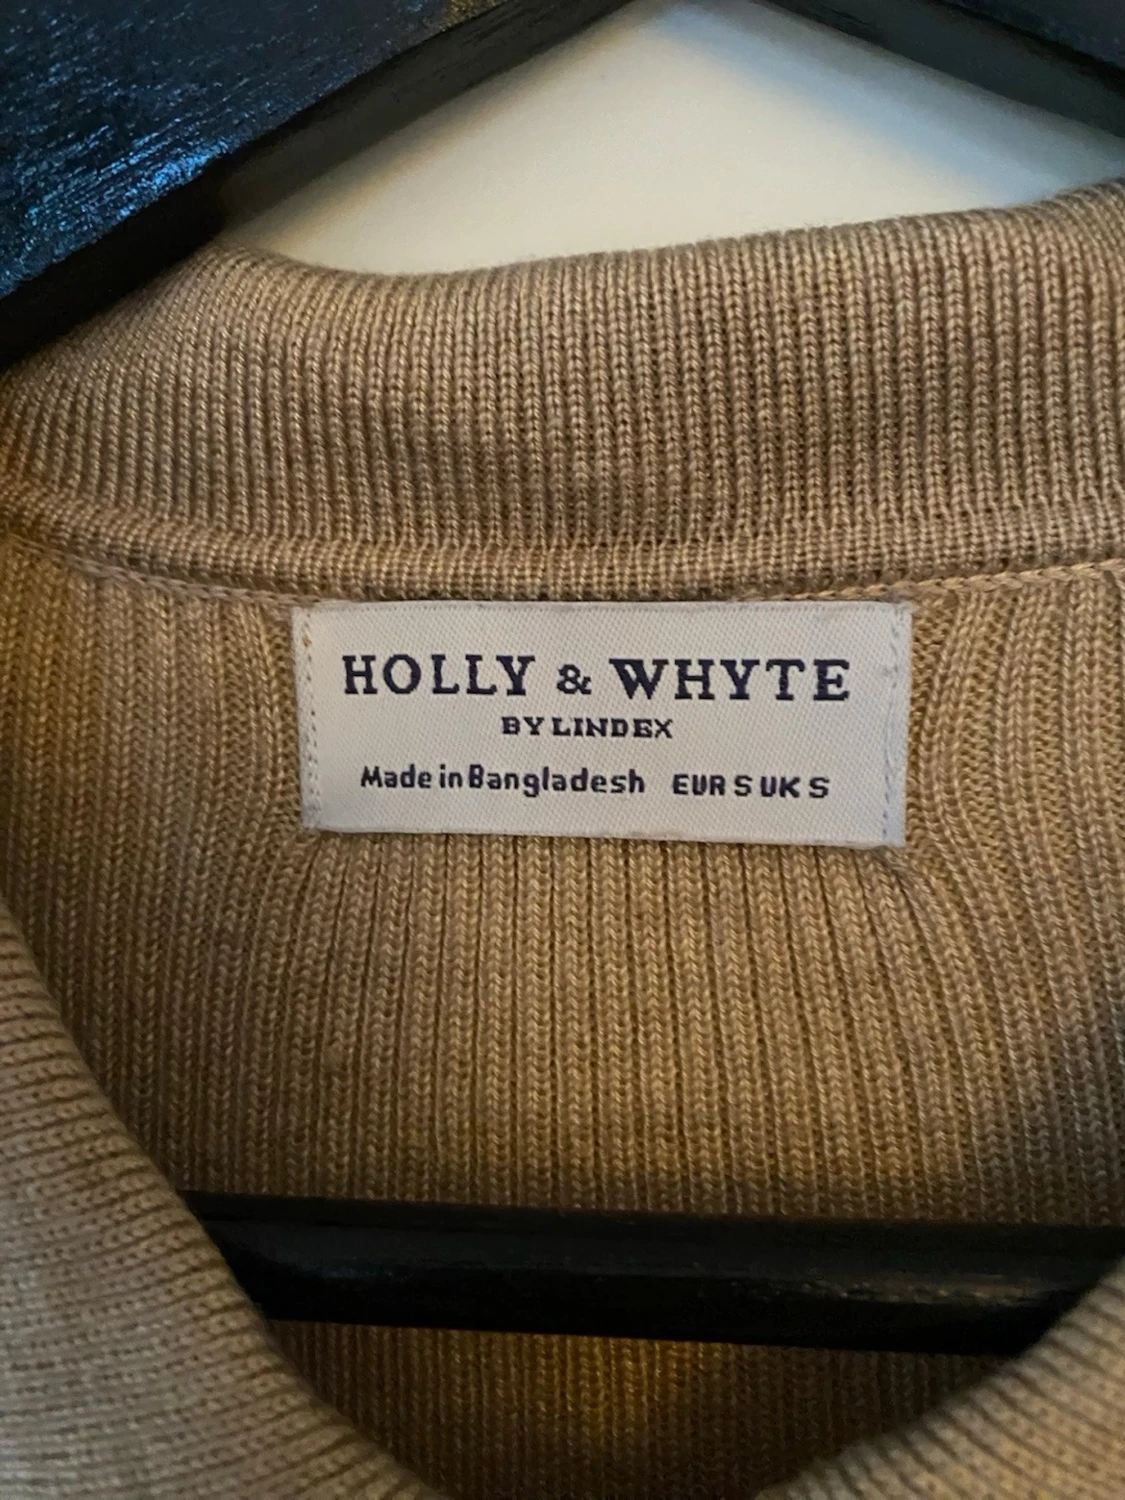 HOLLY & WHYTE
BY LINDEX
Made in Bangladesh EUR S UK S